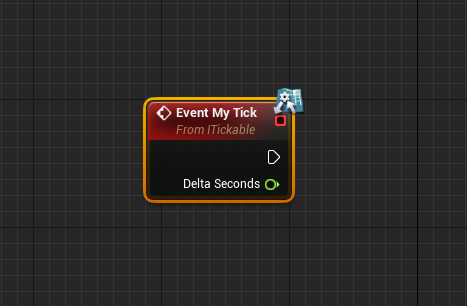 Event My Tick
From ITickable
Delta Seconds